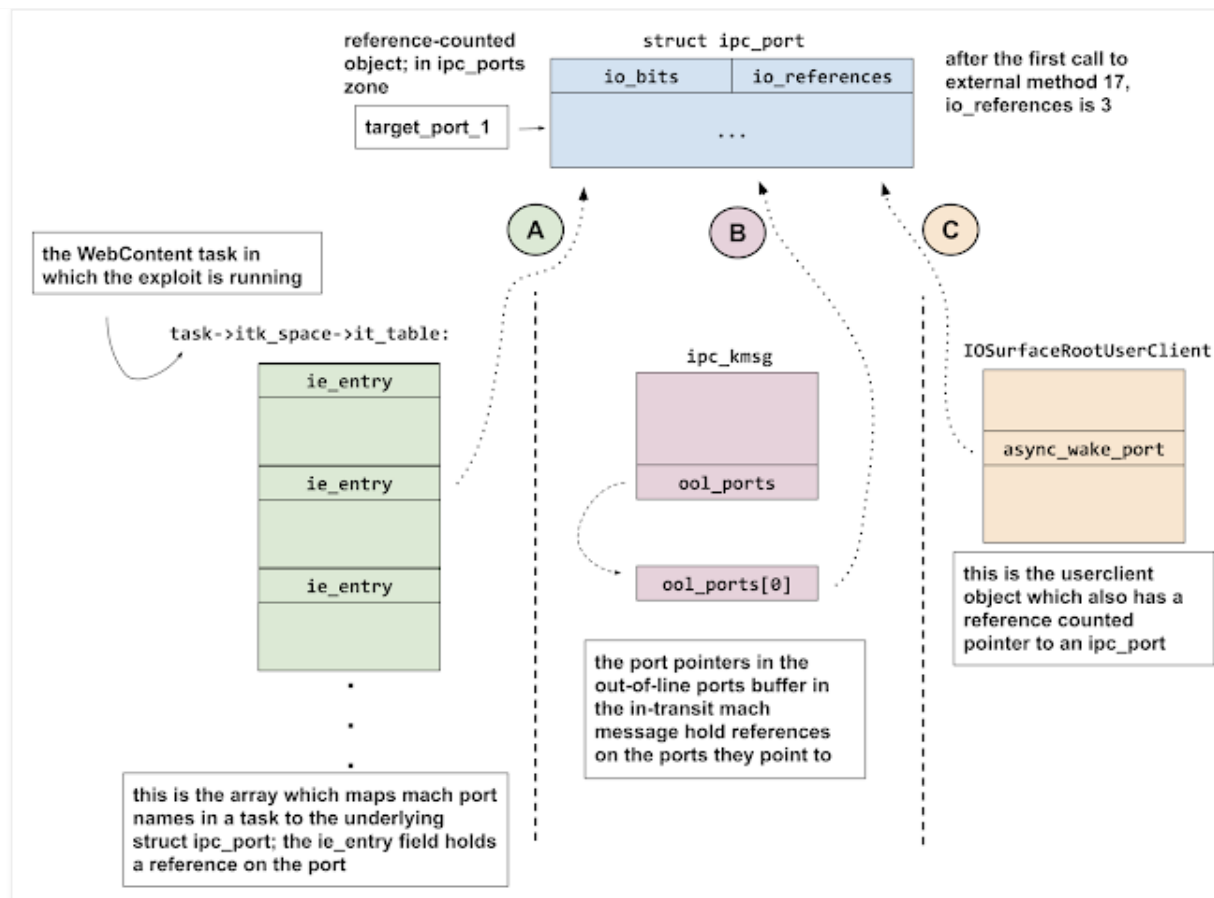 reference-counted
object; in ipc_ports
zone
target_port_1
struct ipc_port
io_bits
io_references
...
after the first call to
external method 17,
io_references is 3
A
B
C
the WebContent task in
which the exploit is running
task->itk_space->it_table:
ie_entry
ie_entry
ie_entry
.
.
.
this is the array which maps mach port
names in a task to the underlying
struct ipc_port; the ie_entry field holds
a reference on the port
ipc_kmsg
ool_ports
ool_ports[0]
the port pointers in the
out-of-line ports buffer in
the in-transit mach
message hold references
on the ports they point to
IOSurfaceRootUserClient
async_wake_port
this is the userclient
object which also has a
reference counted
pointer to an ipc_port